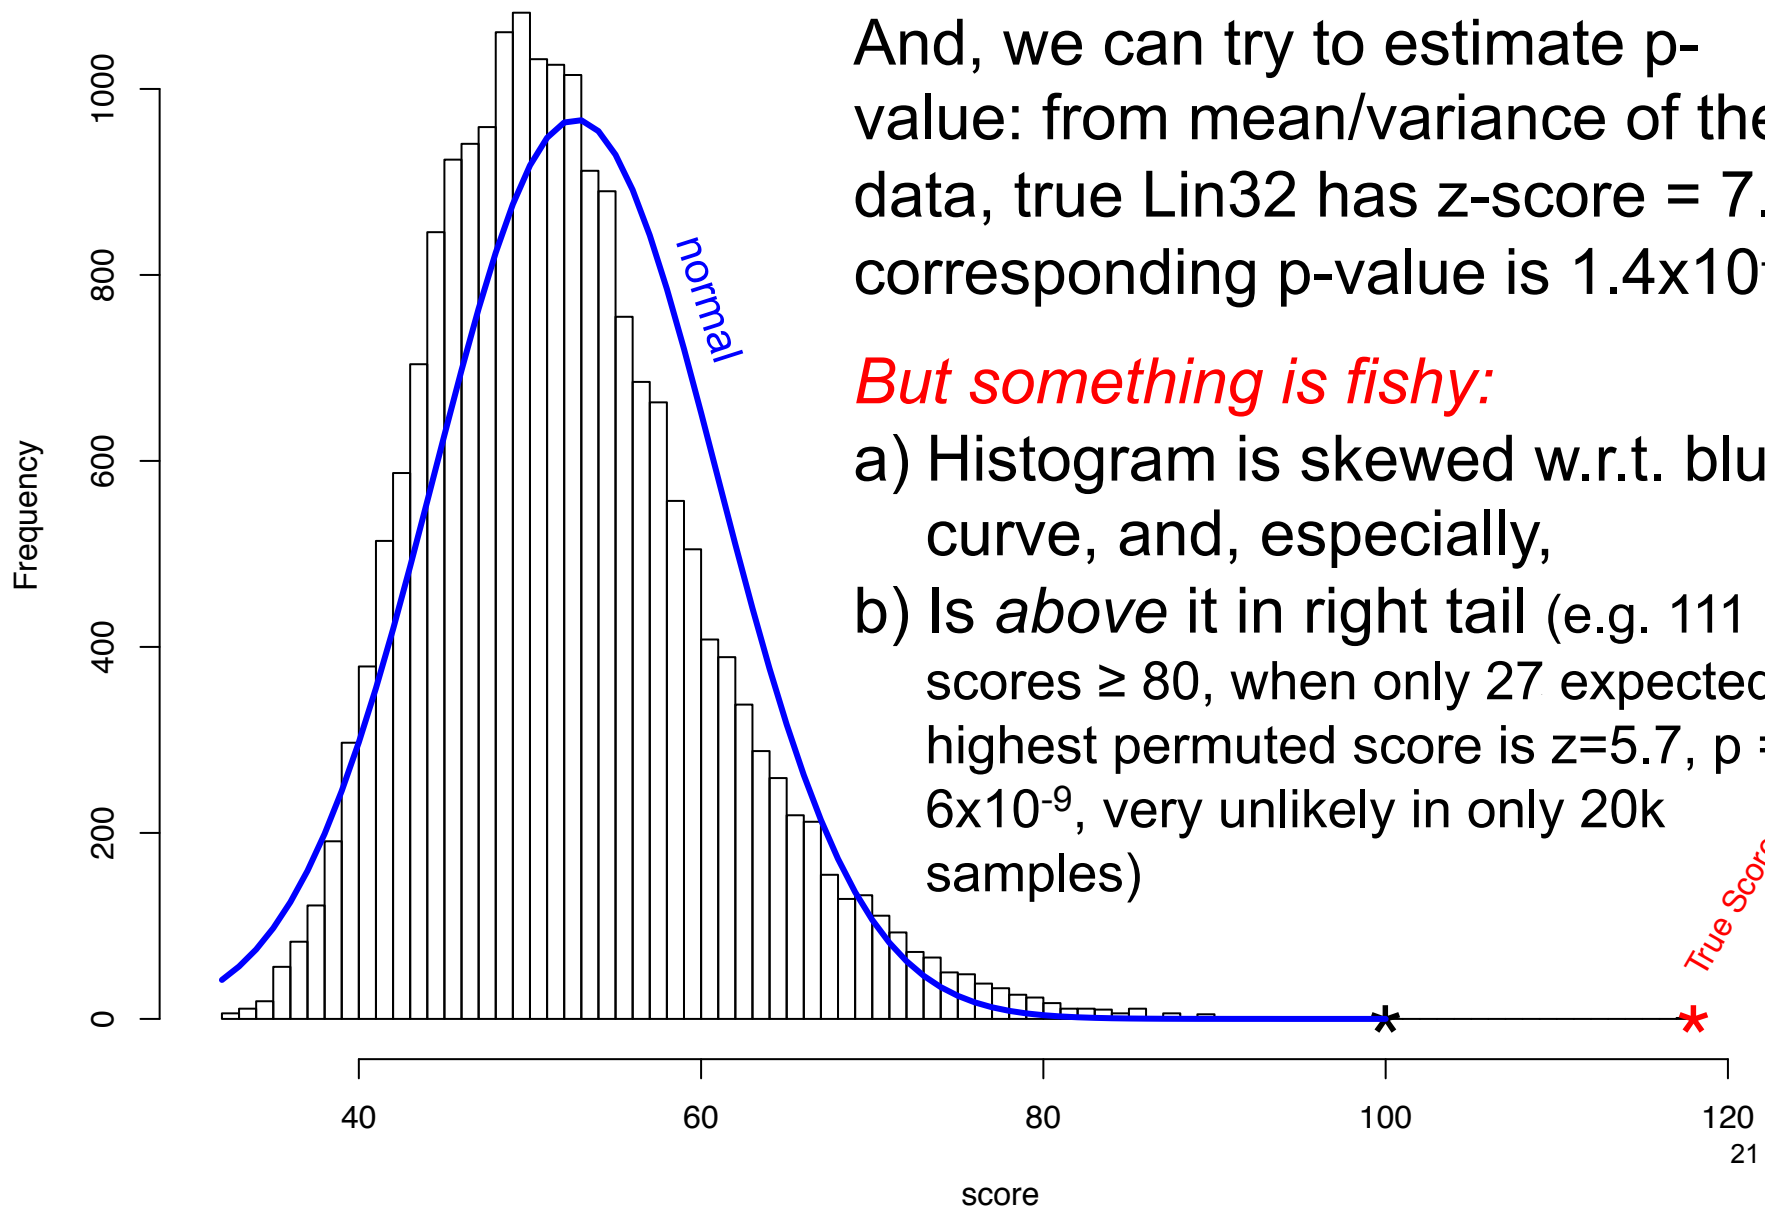 And, we can try to estimate p-
value: from mean/variance of the
data, true Lin32 has z-score = 7.
corresponding p-value is 1.4x10
But something is fishy:
a) Histogram is skewed w.r.t. blu
curve, and, especially,
b) Is above it in right tail (e.g. 111
scores ≥ 80, when only 27 expected
highest permuted score is z=5.7, p =
6x10⁻⁹, very unlikely in only 20k
samples)
normal
True Score
Frequency
1000
800
600
400
200
0
*
*
40 60 80 100 120
score
21